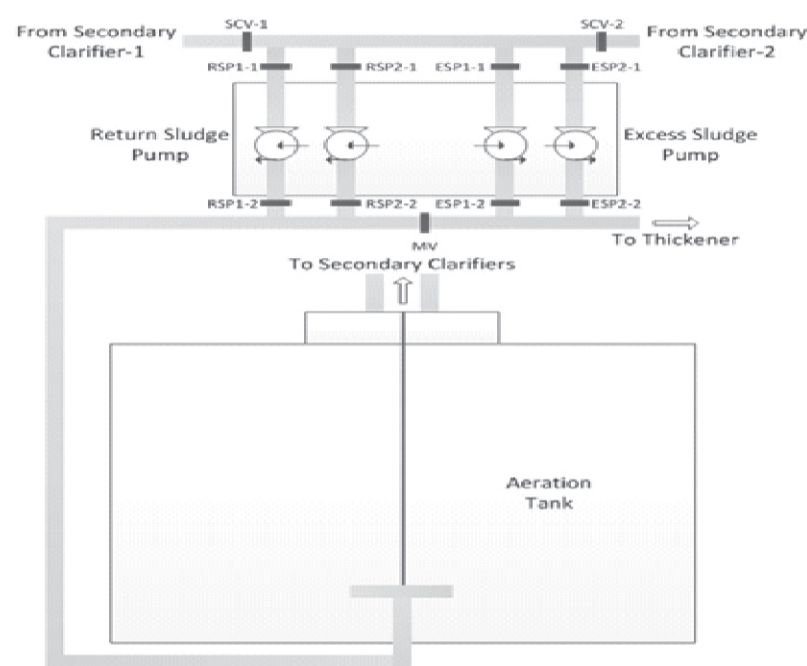 SCV-1
SCV-2
From Secondary
Clarifier-1
From Secondary
Clarifier-2
RSP1-1
RSP2-1
ESP1-1
ESP2-1
Return Sludge
Pump
Excess Sludge
Pump
RSP1-2
RSP2-2
ESP1-2
ESP2-2
MV
To Thickener
To Secondary Clarifiers
Aeration
Tank